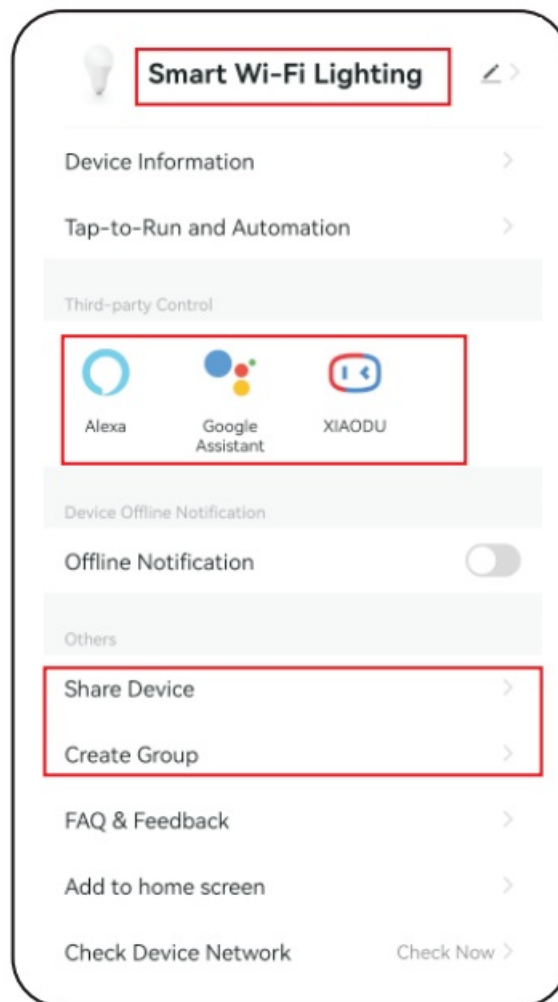 Smart Wi-Fi Lighting
Device Information
Tap-to-Run and Automation
Third-party Control
Alexa
Google
Assistant
XIAODU
Device Offline Notification
Offline Notification
Others
Share Device
Create Group
FAQ & Feedback
Add to home screen
Check Device Network Check Now